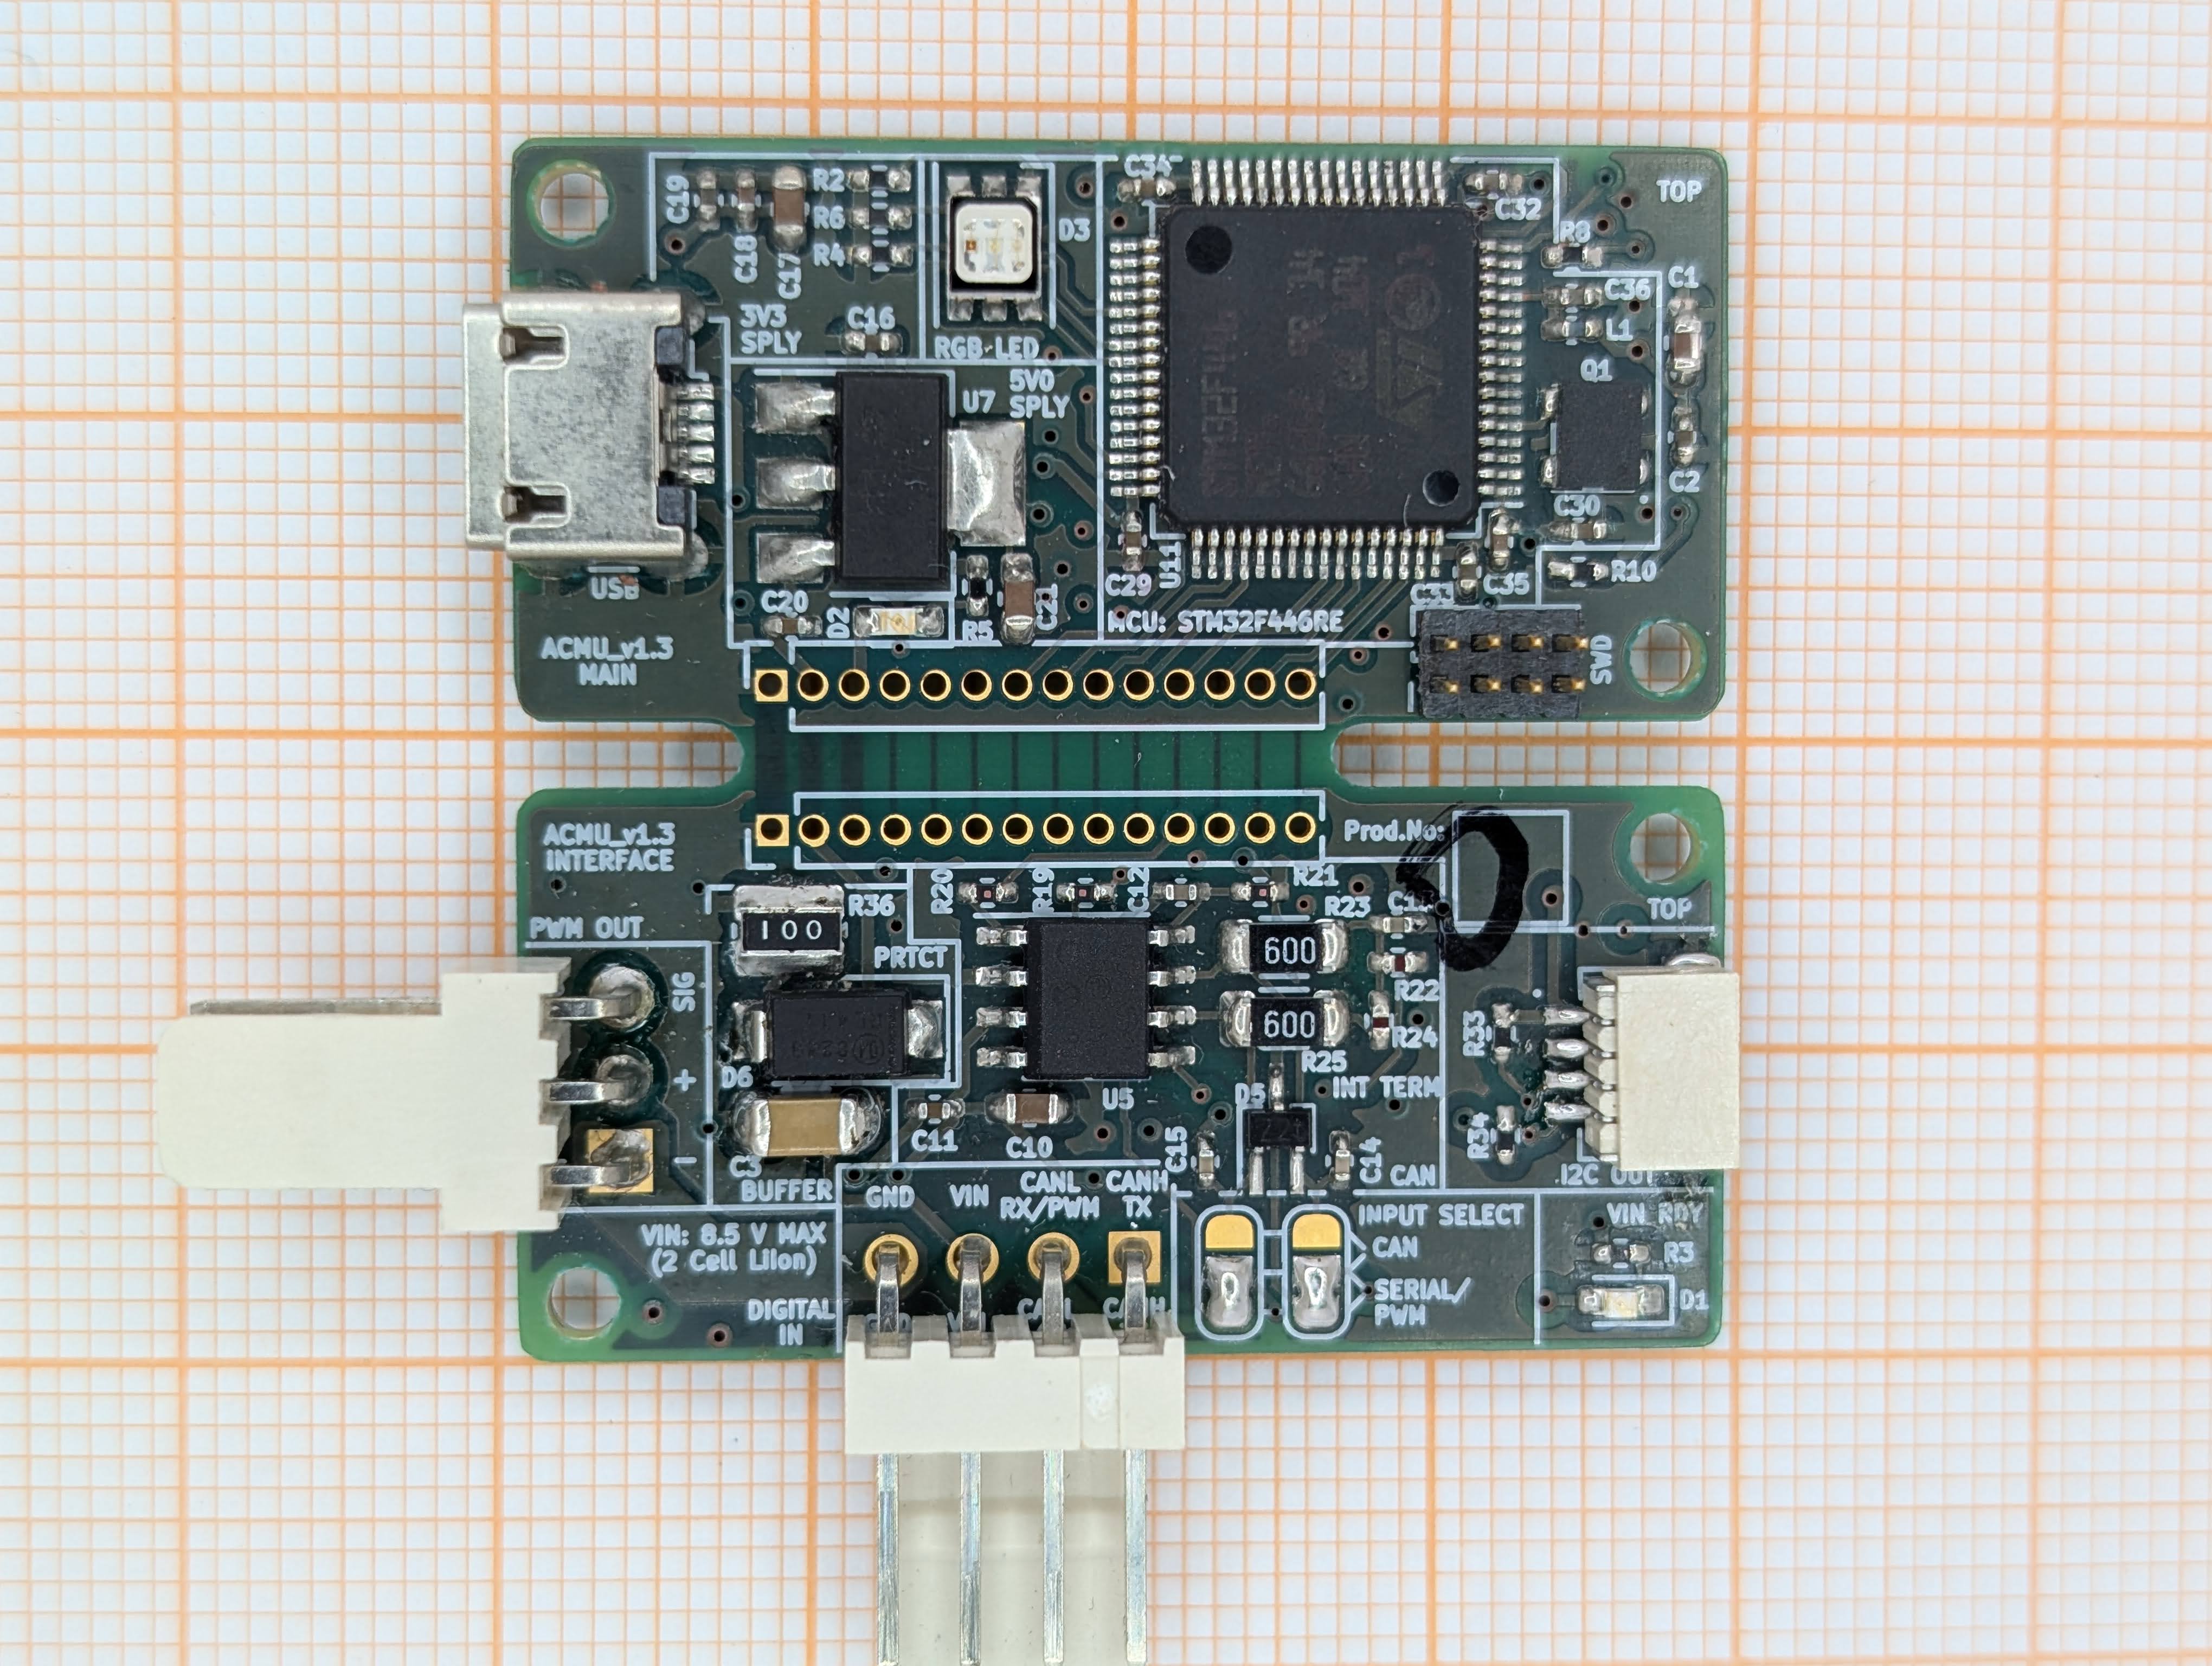 C34
TOP
C19
R2
R6
R4
C18
C17
D3
C32
R8
C1
C36
L1
3V3
SPLY
C16
RGB-LED
Q1
5V0
SPLY
U7
C2
C30
USB
C20
D2
R5
C21
C29
U11
C35
C33
R10
MCU: STM32F446RE
SWD
ACMU_v1.3
MAIN
ACMU_v1.3
INTERFACE
Prod.No:
0
TOP
PWM OUT
R36
100
PRTCT
R20
R19
C12
R21
R23
600
R22
600
R24
R25
INT TERM
SIG
+
-
D6
U5
D5
R33
R34
C3
BUFFER
C11
C10
C15
C14
CAN
I2C OUT
GND
VIN
CANL
RX/PWM
CANH
TX
INPUT SELECT
CAN
SERIAL/
PWM
VIN RDY
R3
D1
VIN: 8.5 V MAX
(2 Cell LiIon)
DIGITAL
IN